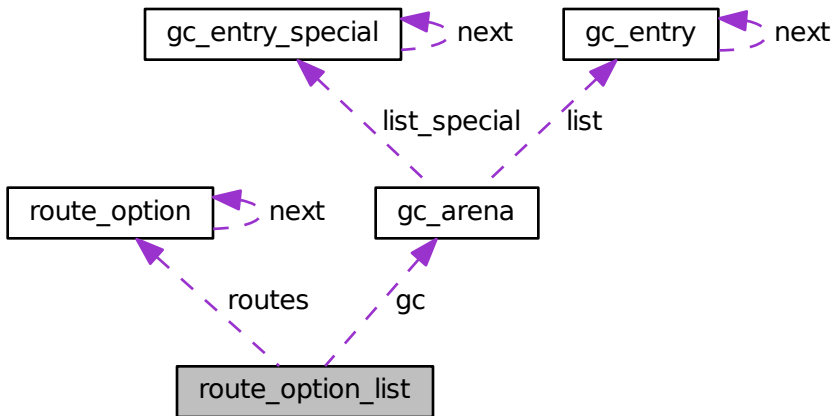 gc_entry_special
next
gc_entry
next
list_special
list
route_option
next
gc_arena
routes
gc
route_option_list